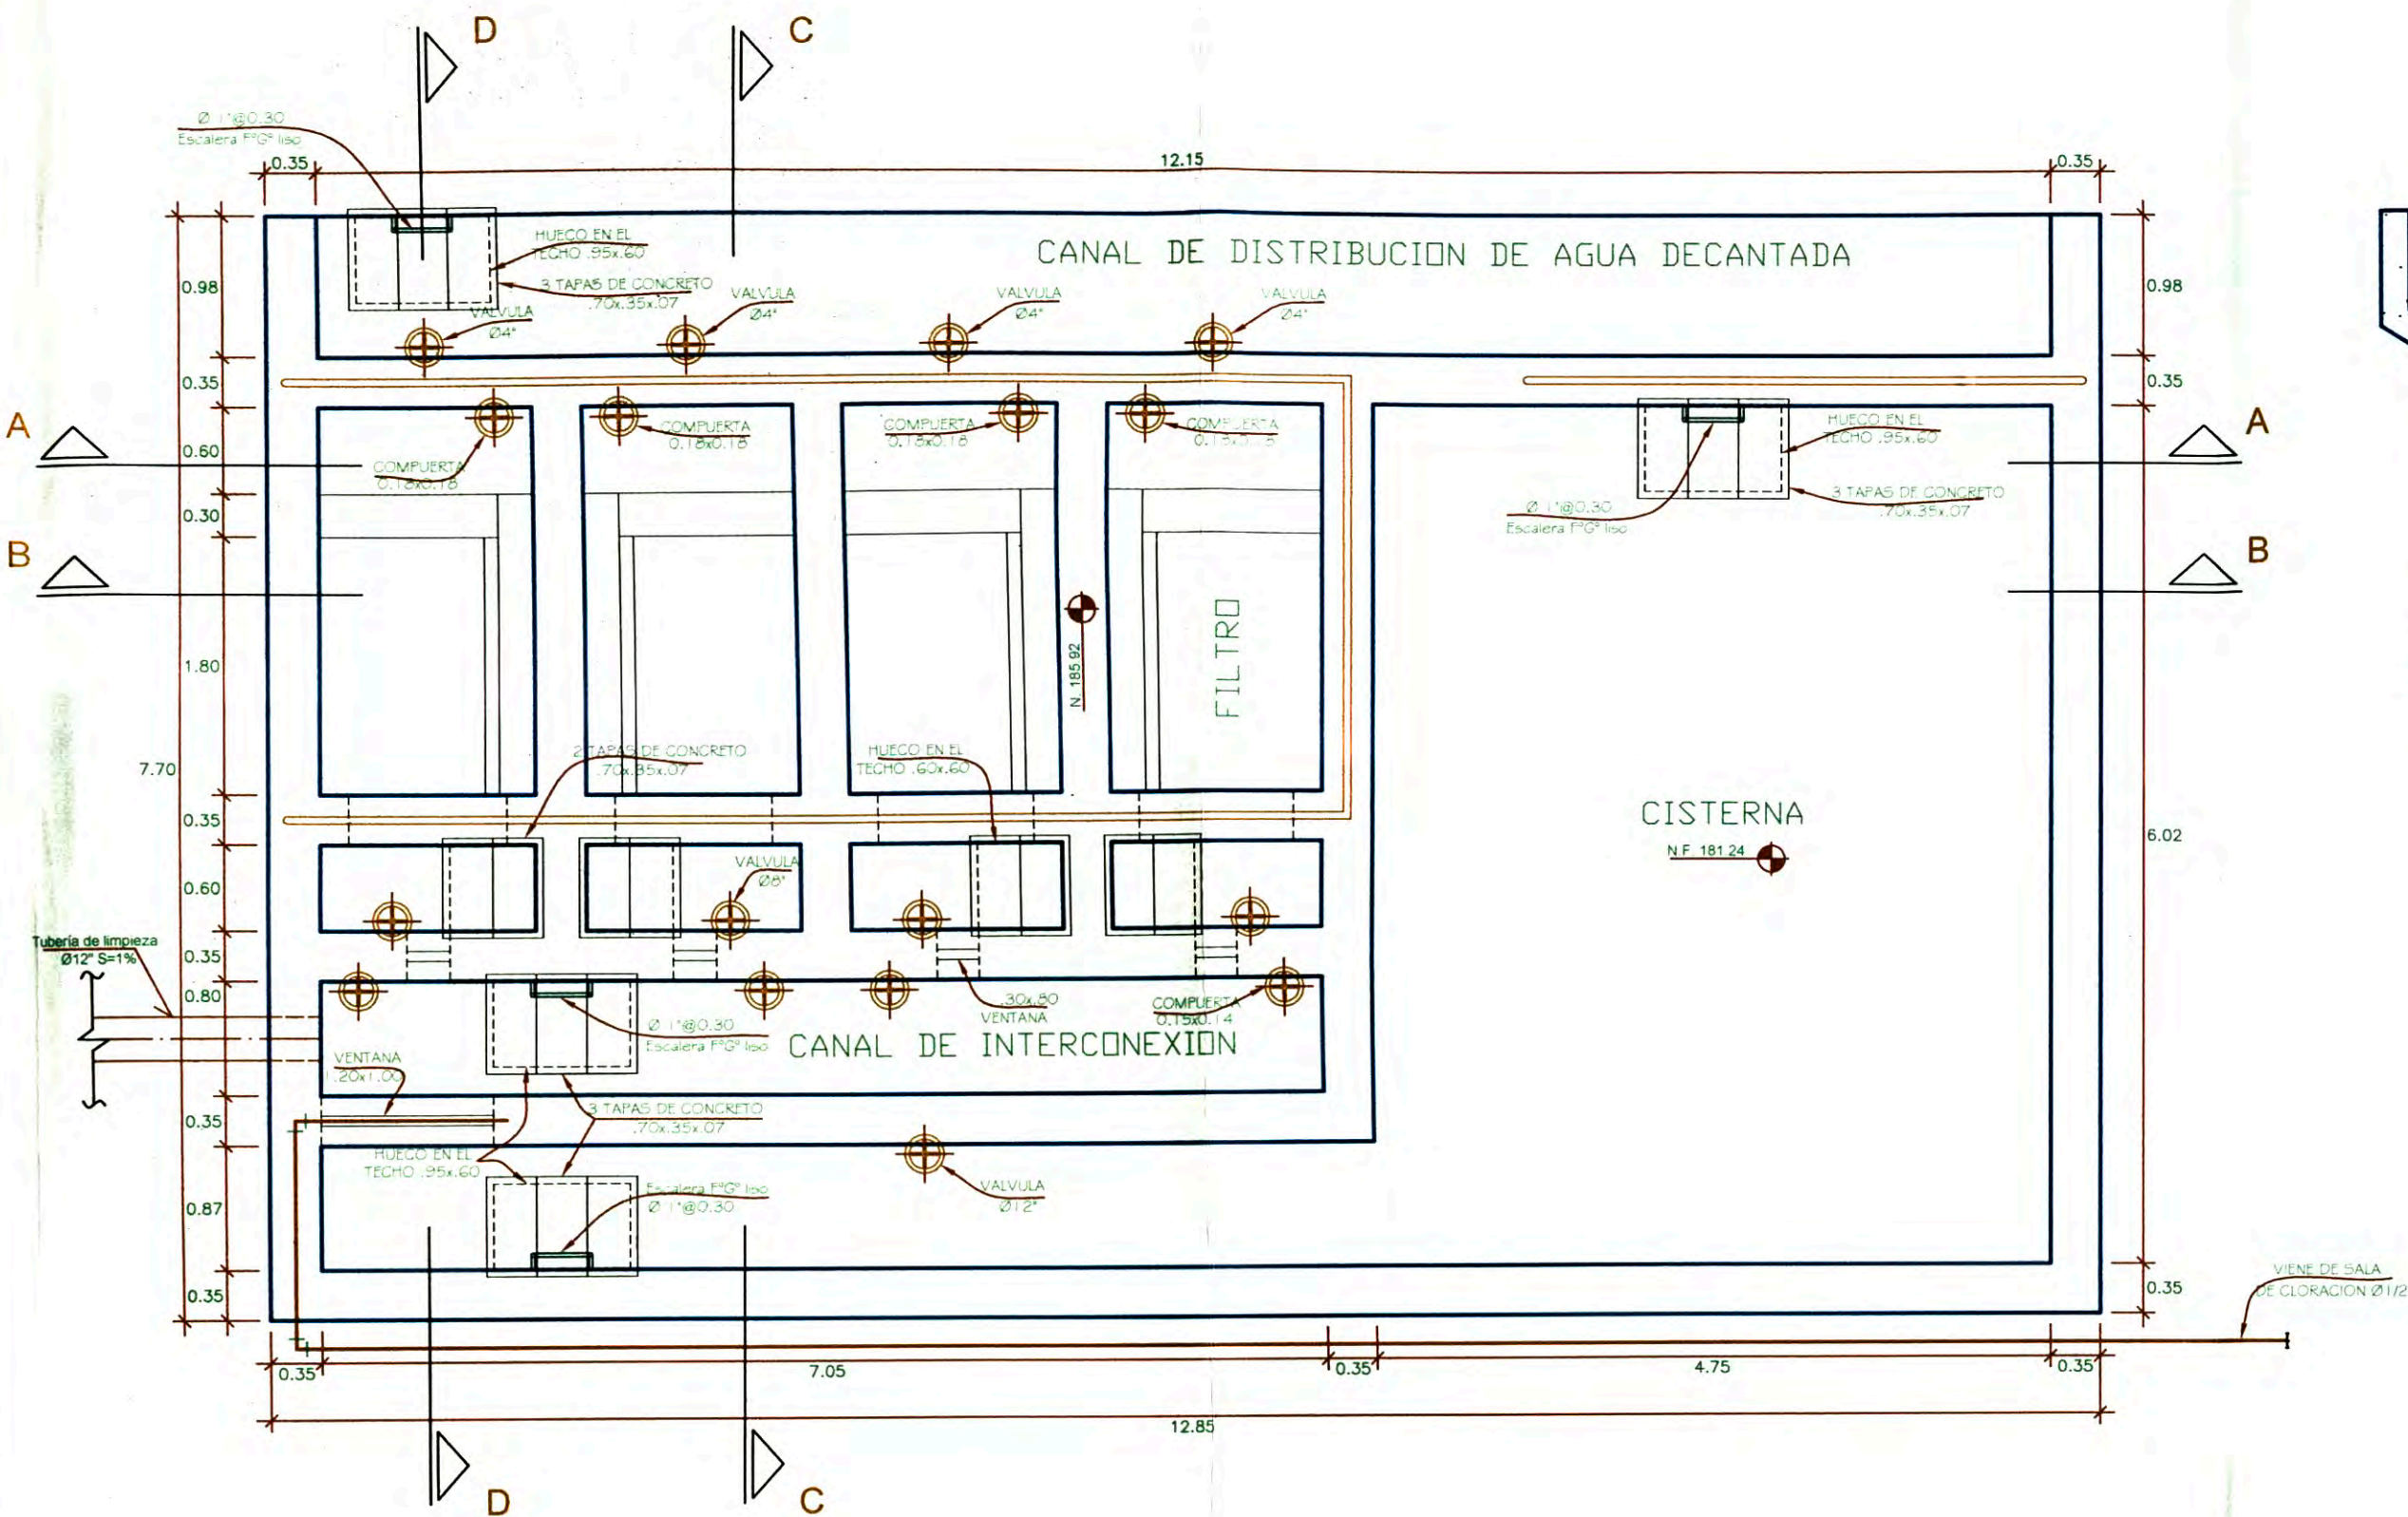 D
C
Ø 1"@0.30
Escalera FºGº liso
0.35
12.15
0.35
HUECO EN EL
TECHO .95x.60
3 TAPAS DE CONCRETO
.70x.35x.07
CANAL DE DISTRIBUCION DE AGUA DECANTADA
0.98
0.98
VALVULA
Ø4"
VALVULA
Ø4"
VALVULA
Ø4"
VALVULA
Ø4"
0.35
0.35
A
A
0.60
COMPUERTA
0.18x0.18
COMPUERTA
0.18x0.18
COMPUERTA
0.18x0.18
COMPUERTA
HUECO EN EL
TECHO .95x.60
3 TAPAS DE CONCRETO
.70x.35x.07
Ø 1"@0.30
Escalera FºGº liso
0.30
B
B
1.80
N. 185.92
FILTRO
2 TAPAS DE CONCRETO
.70x.35x.07
HUECO EN EL
TECHO .60x.60
7.70
0.35
CISTERNA
N.F. 181.24
6.02
0.60
VALVULA
Ø8"
Tubería de limpieza
Ø12" S=1%
0.35
0.80
.30x.80
VENTANA
COMPUERTA
0.15x0.14
Ø 1"@0.30
Escalera FºGº liso
CANAL DE INTERCONEXION
VENTANA
1.20x1.00
0.35
3 TAPAS DE CONCRETO
.70x.35x.07
HUECO EN EL
TECHO .95x.60
Escalera FºGº liso
Ø 1"@0.30
VALVULA
Ø12"
0.87
0.35
0.35
VIENE DE SALA
DE CLORACION Ø1/2
0.35
7.05
0.35
4.75
0.35
12.85
D
C